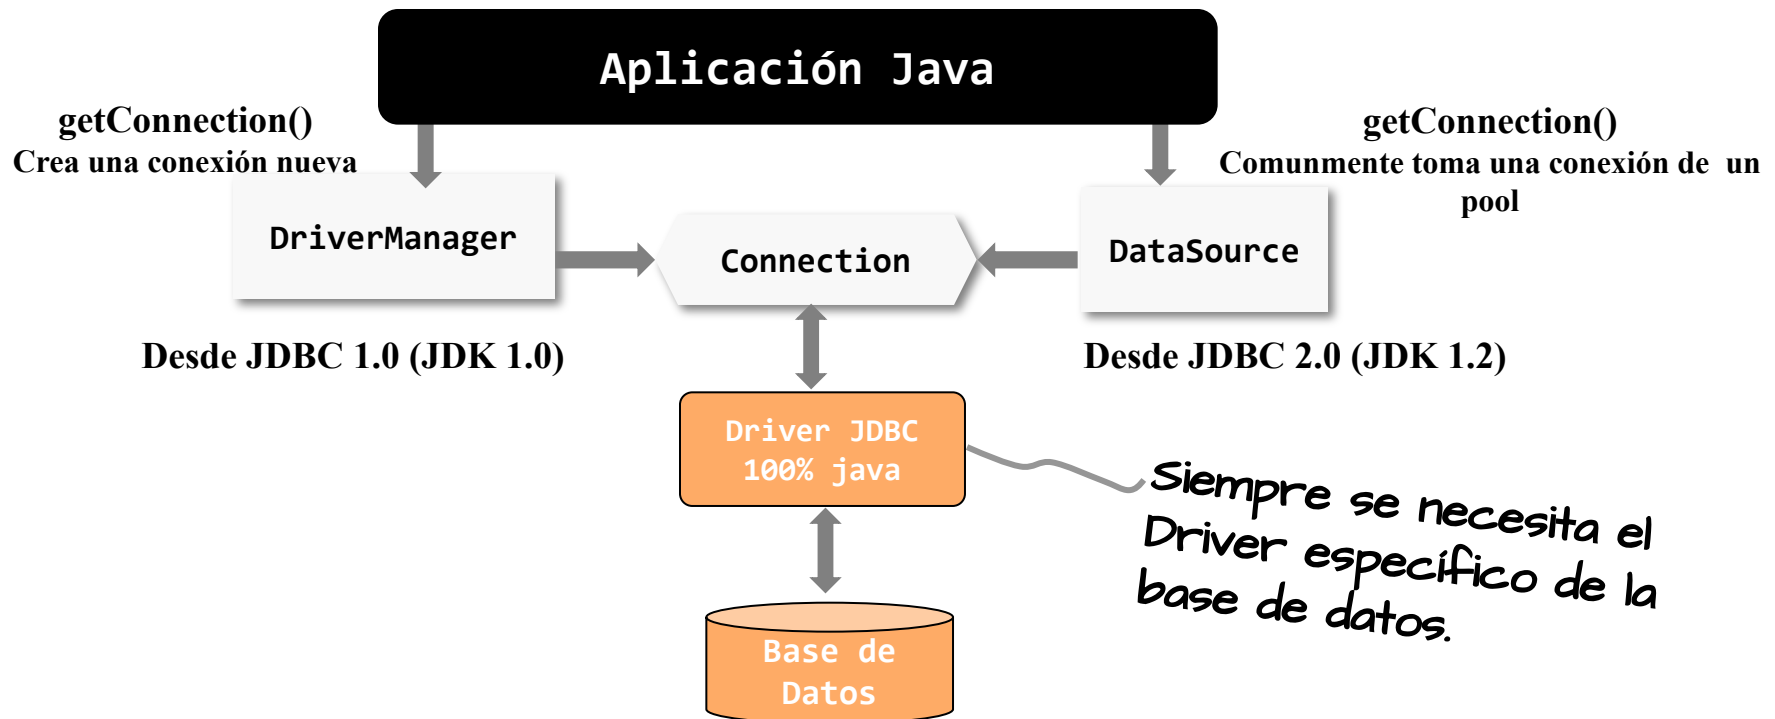 Aplicación Java
getConnection()
Crea una conexión nueva
getConnection()
Comunmente toma una conexión de un
pool
DriverManager
Connection
DataSource
Desde JDBC 1.0 (JDK 1.0)
Desde JDBC 2.0 (JDK 1.2)
Driver JDBC
100% java
Siempre se necesita el
Driver específico de la
base de datos.
Base de
Datos